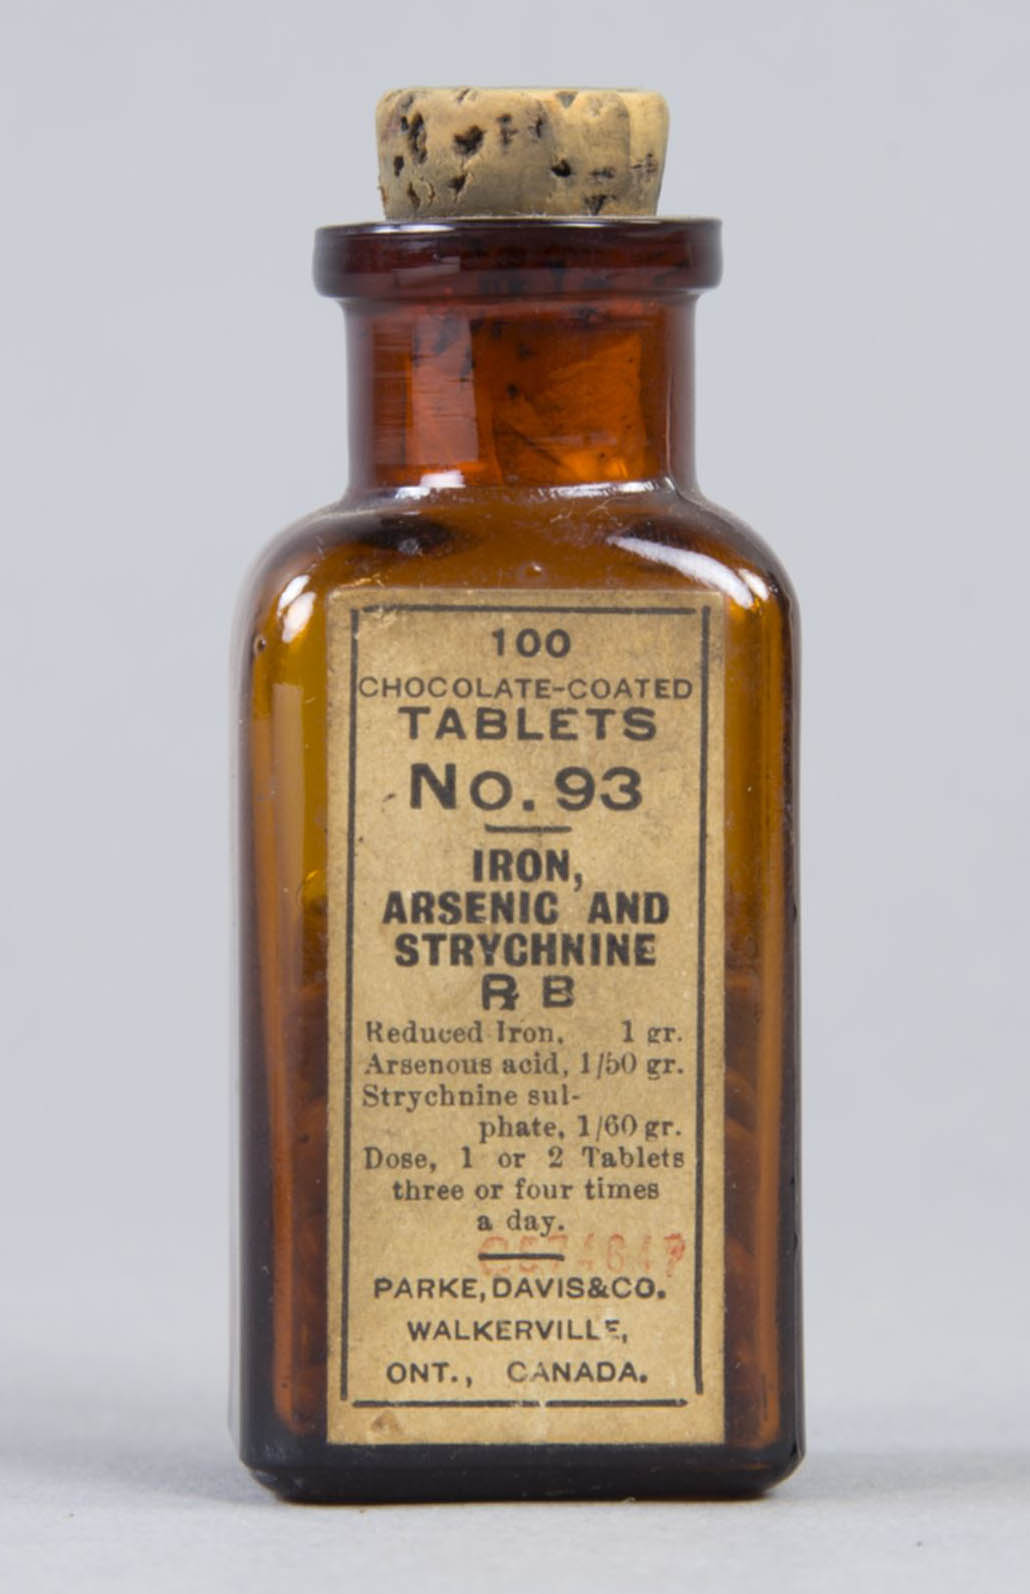 100
CHOCOLATE-COATED
TABLETS
No. 93
IRON,
ARSENIC AND
STRYCHNINE
℞ B
Reduced Iron, 1 gr.
Arsenous acid, 1/50 gr.
Strychnine sul-
phate, 1/60 gr.
Dose, 1 or 2 Tablets
three or four times
a day.
PARKE, DAVIS & CO.
WALKERVILLE,
ONT., CANADA.